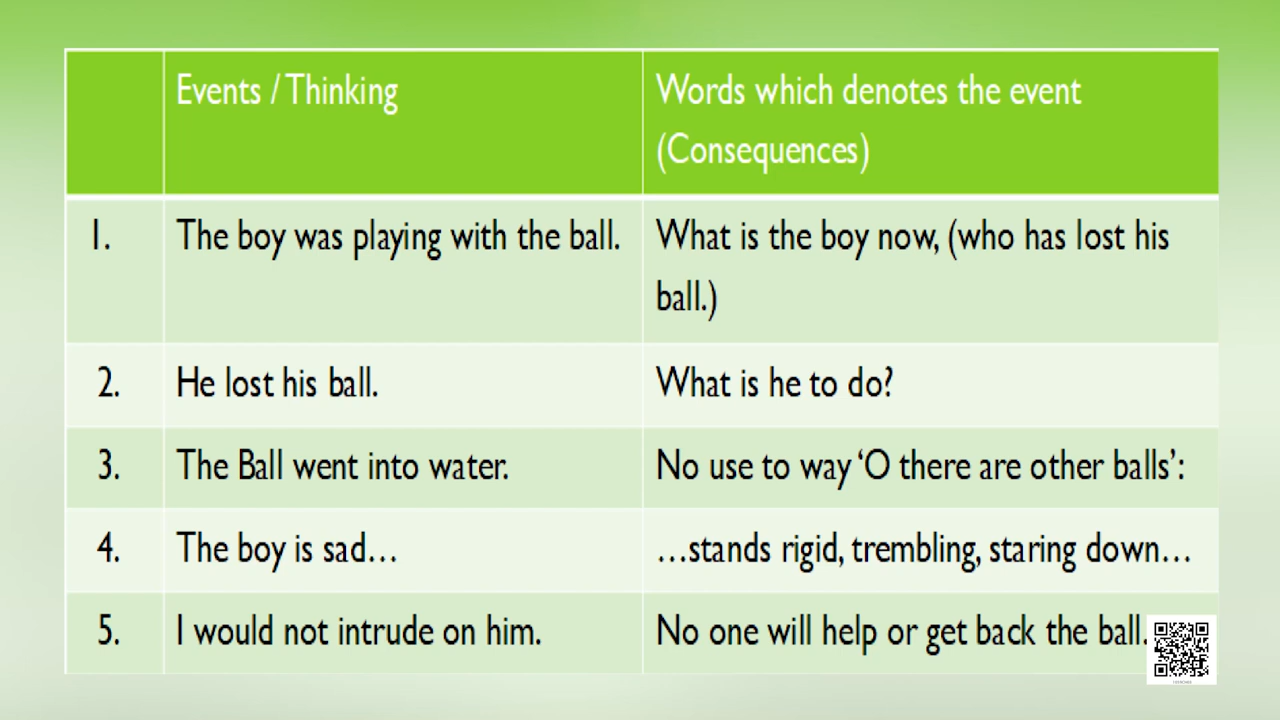 Events / Thinking
Words which denotes the event
(Consequences)
1.
The boy was playing with the ball.
What is the boy now, (who has lost his
ball.)
2.
He lost his ball.
What is he to do?
3.
The Ball went into water.
No use to way ‘O there are other balls’:
4.
The boy is sad…
…stands rigid, trembling, staring down…
5.
I would not intrude on him.
No one will help or get back the ball.